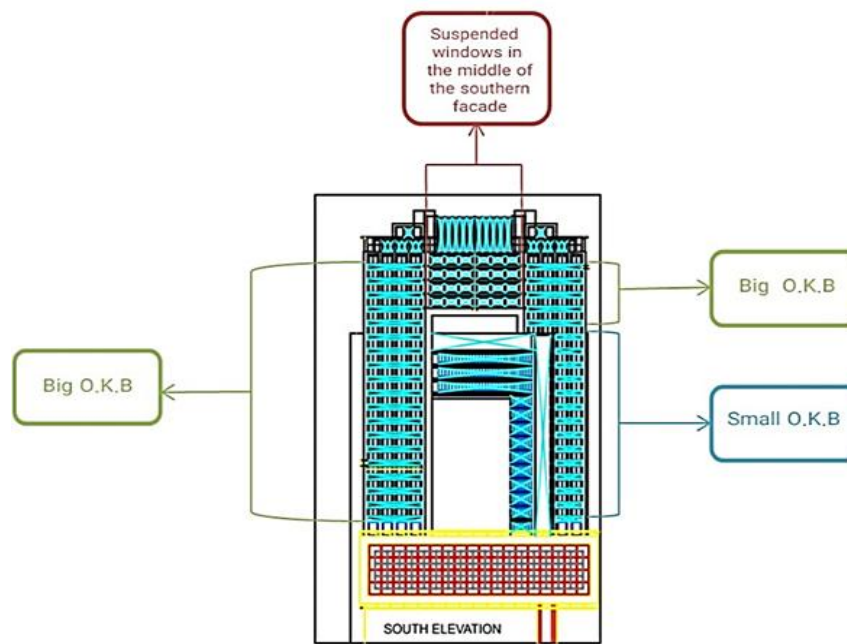 Suspended
windows in
the middle of
the southern
facade
Big O.K.B
Big O.K.B
Small O.K.B
SOUTH ELEVATION